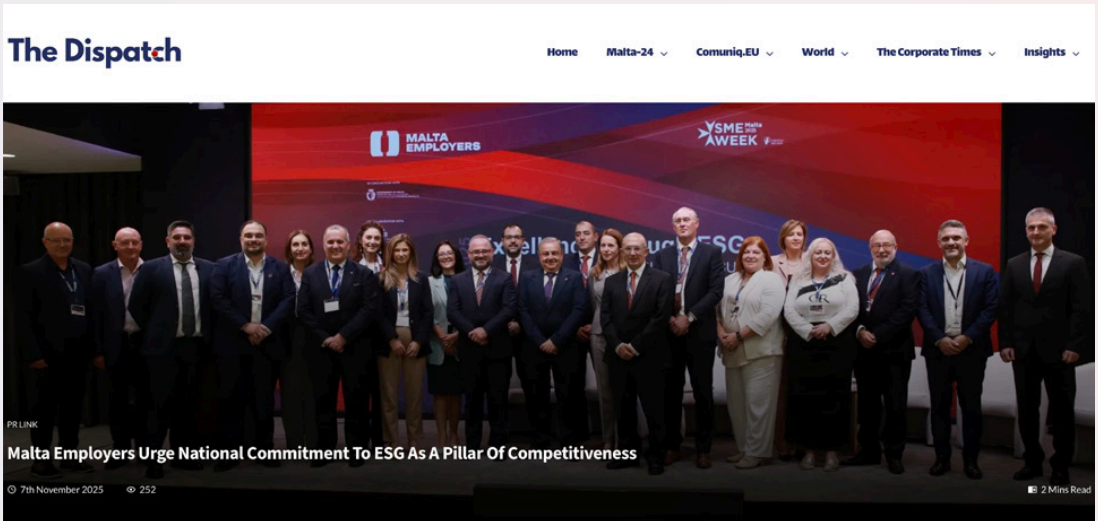 The Dispatch
Home Malta-24 Comuniq.EU World The Corporate Times Insights
MALTA
EMPLOYERS
SME Malta
WEEK
ESG
PR LINK
Malta Employers Urge National Commitment To ESG As A Pillar Of Competitiveness
7th November 2025 252
2 Mins Read